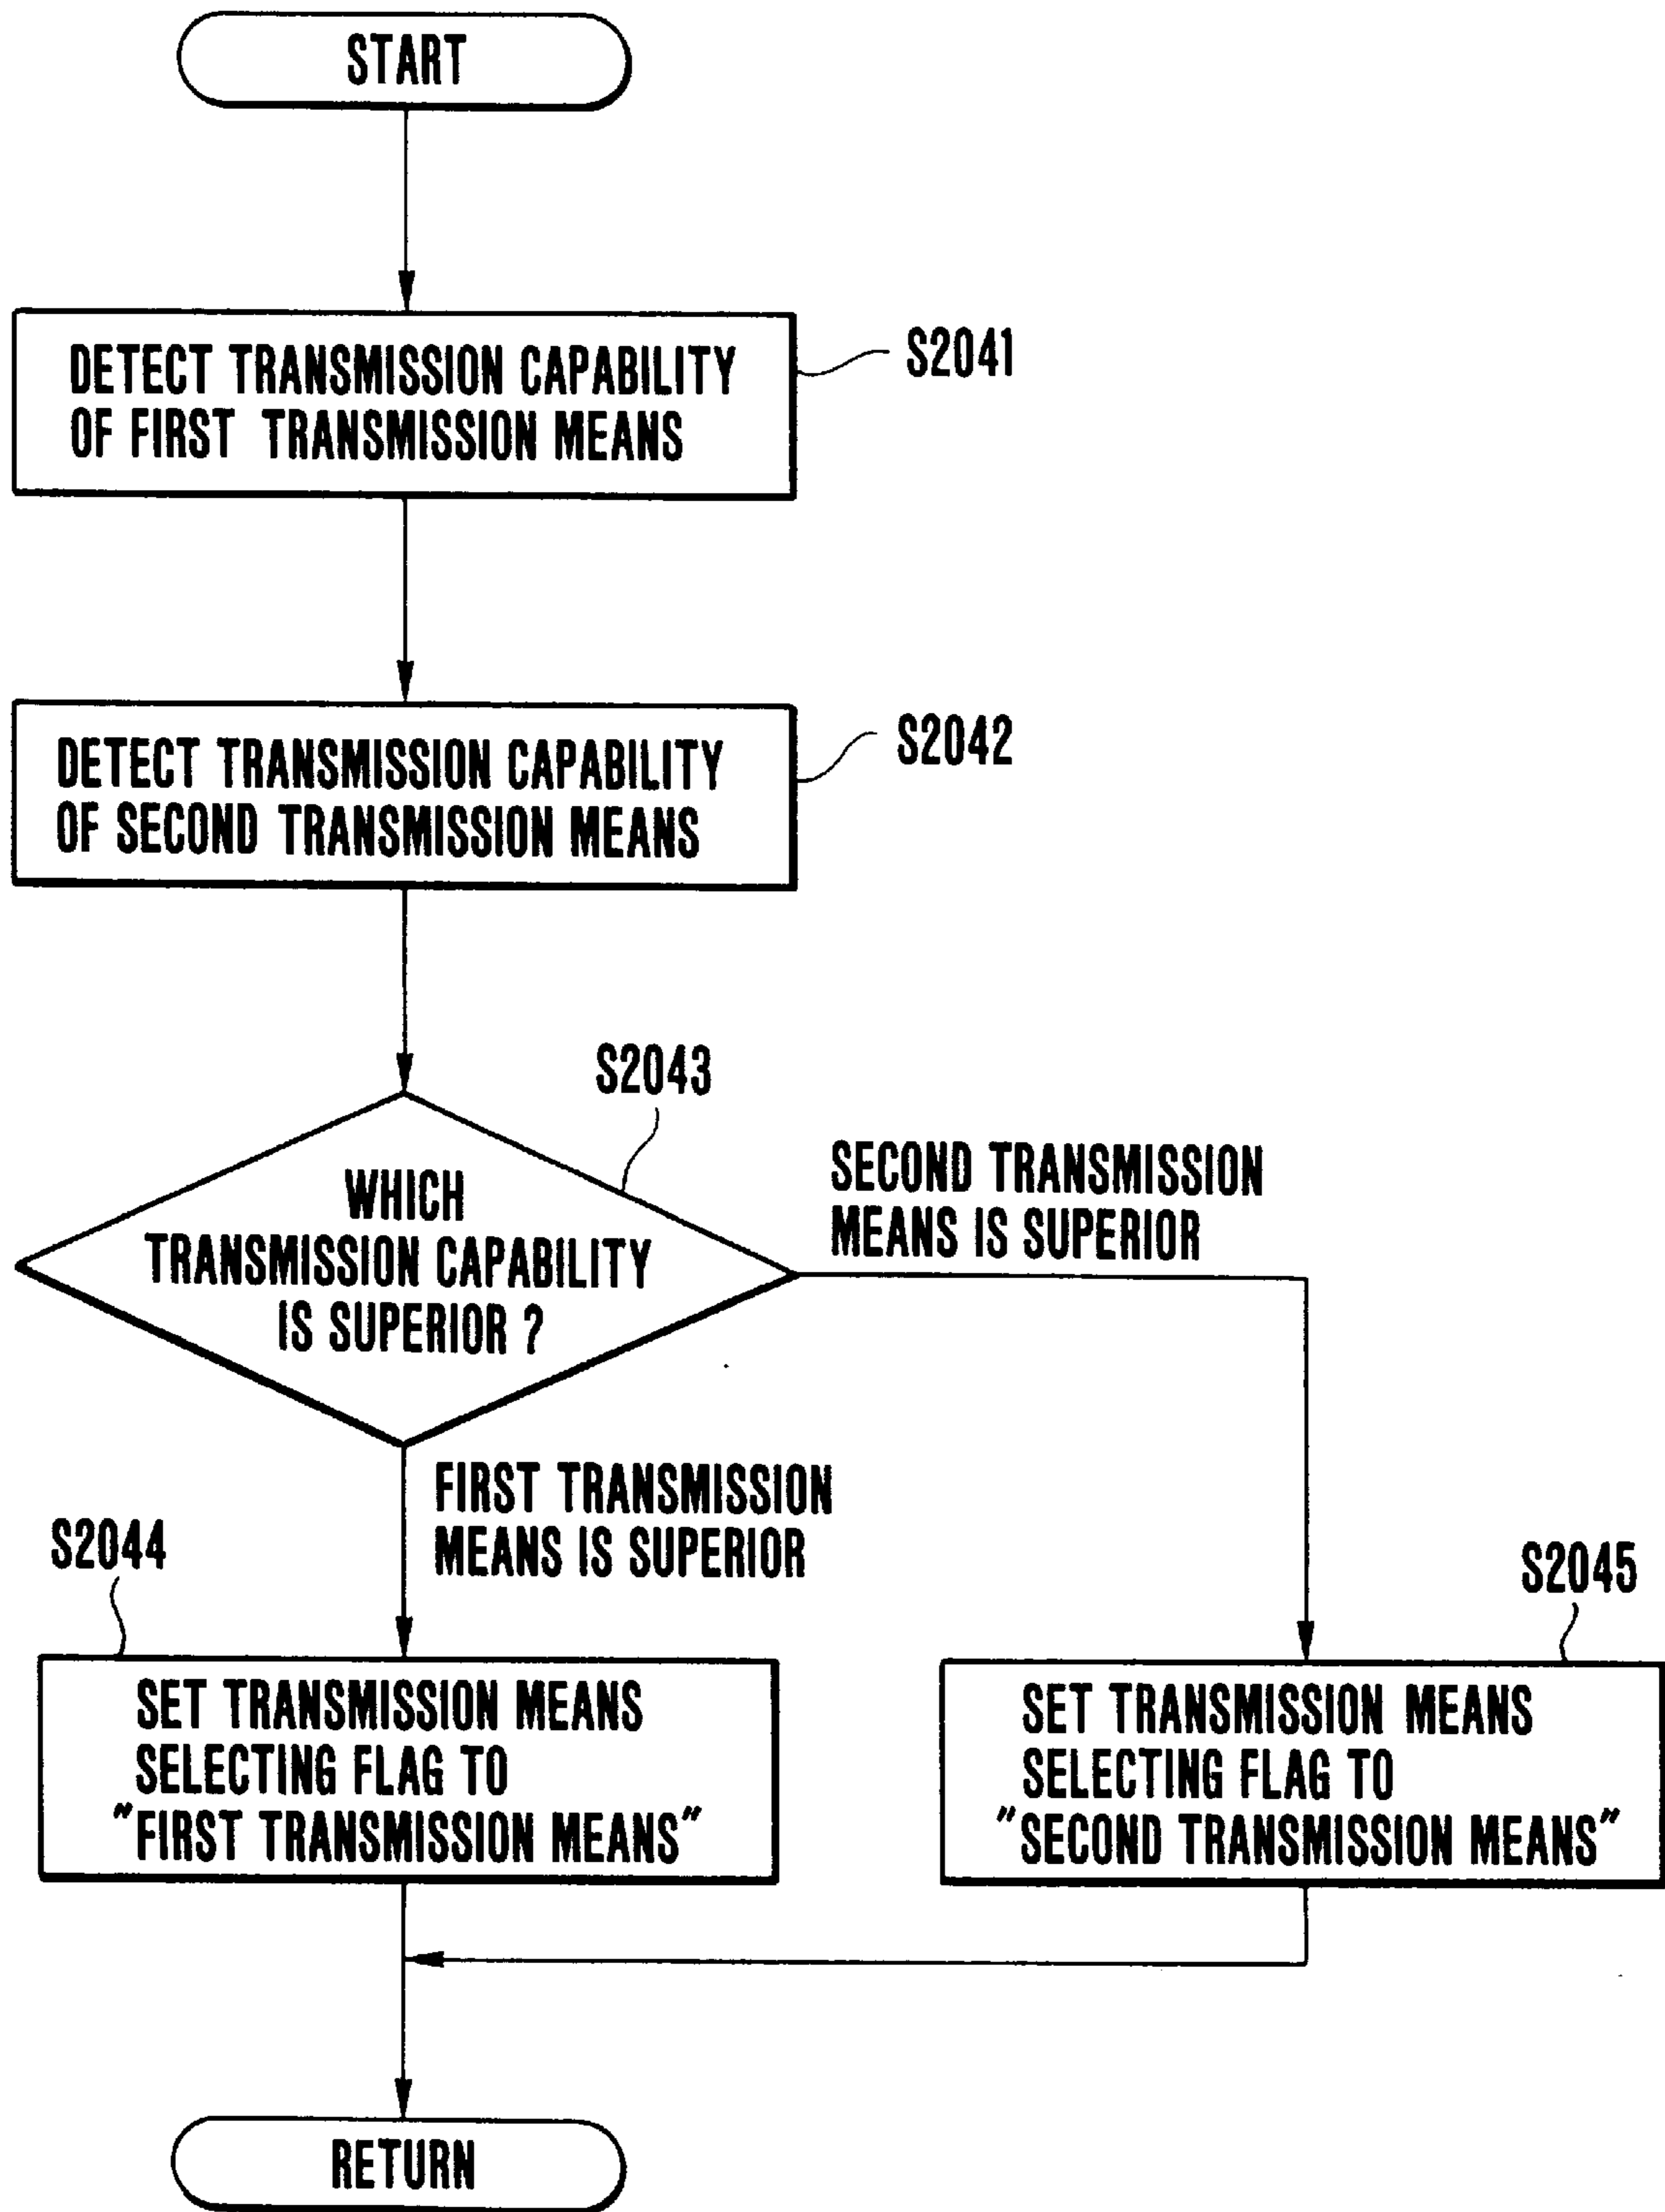 START
DETECT TRANSMISSION CAPABILITY
OF FIRST TRANSMISSION MEANS
S2041
DETECT TRANSMISSION CAPABILITY
OF SECOND TRANSMISSION MEANS
S2042
S2043
WHICH
TRANSMISSION CAPABILITY
IS SUPERIOR ?
SECOND TRANSMISSION
MEANS IS SUPERIOR
FIRST TRANSMISSION
MEANS IS SUPERIOR
S2044
SET TRANSMISSION MEANS
SELECTING FLAG TO
"FIRST TRANSMISSION MEANS"
S2045
SET TRANSMISSION MEANS
SELECTING FLAG TO
"SECOND TRANSMISSION MEANS"
RETURN